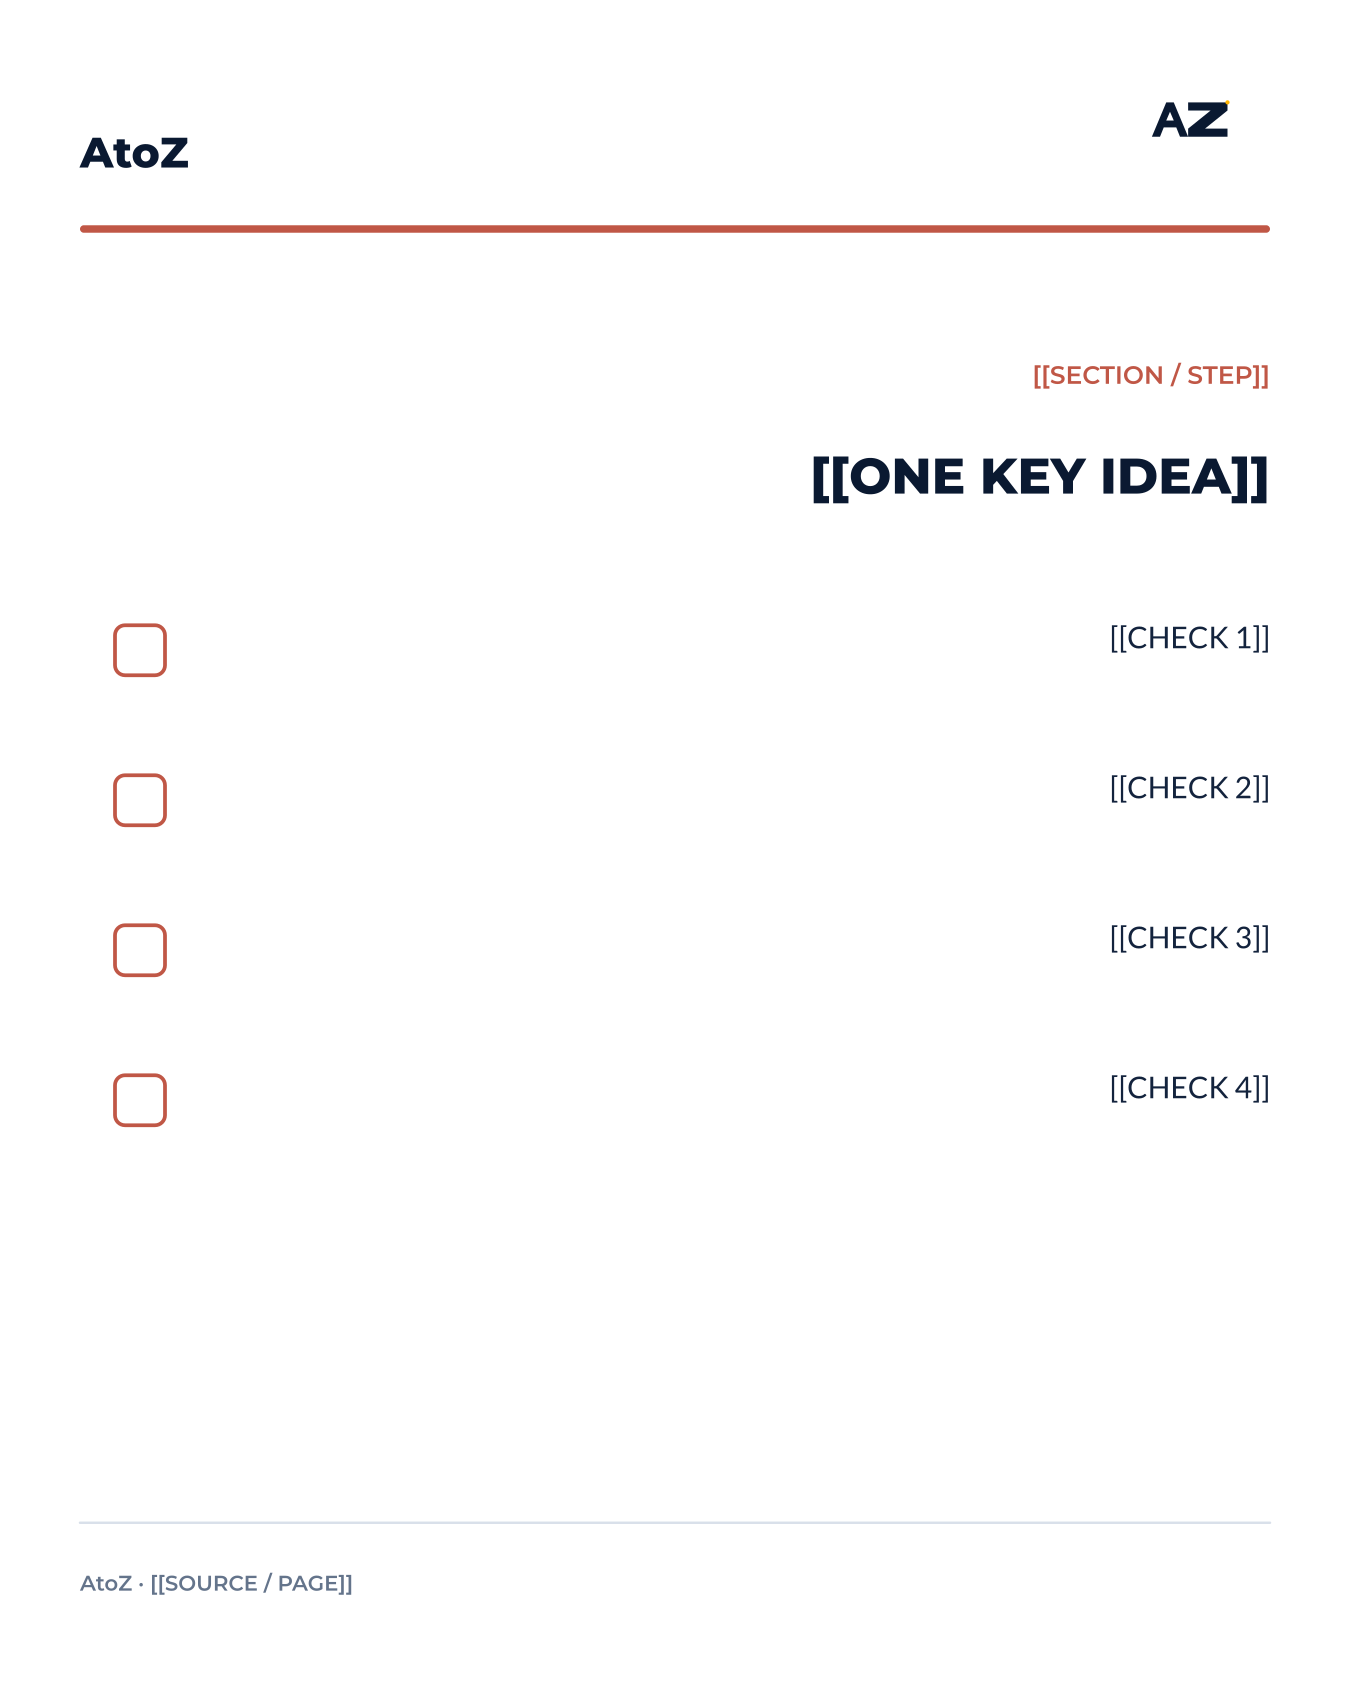 AtoZ
AZ
[[SECTION / STEP]]
[[ONE KEY IDEA]]
[[CHECK 1]]
[[CHECK 2]]
[[CHECK 3]]
[[CHECK 4]]
AtoZ · [[SOURCE / PAGE]]